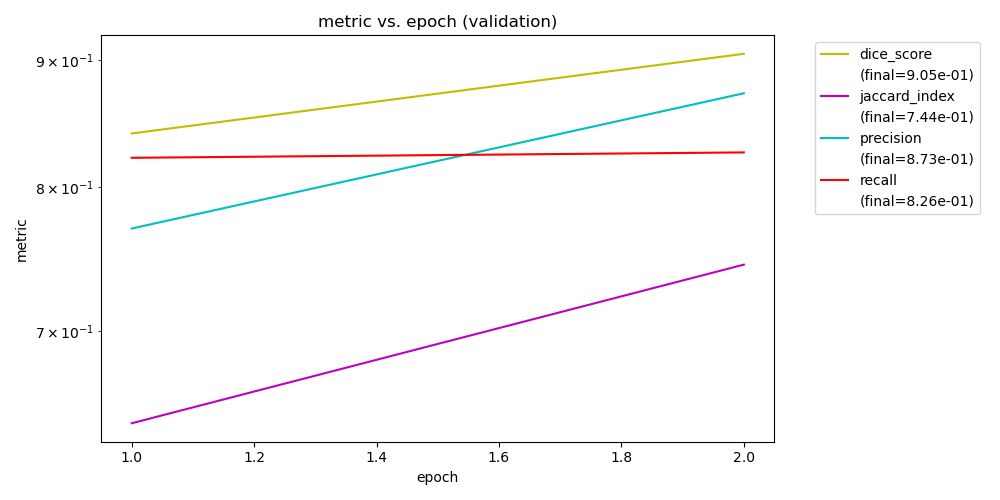 metric vs. epoch (validation)
9 × 10⁻¹
8 × 10⁻¹
7 × 10⁻¹
metric
1.0 1.2 1.4 1.6 1.8 2.0
epoch
dice_score
(final=9.05e-01)
jaccard_index
(final=7.44e-01)
precision
(final=8.73e-01)
recall
(final=8.26e-01)